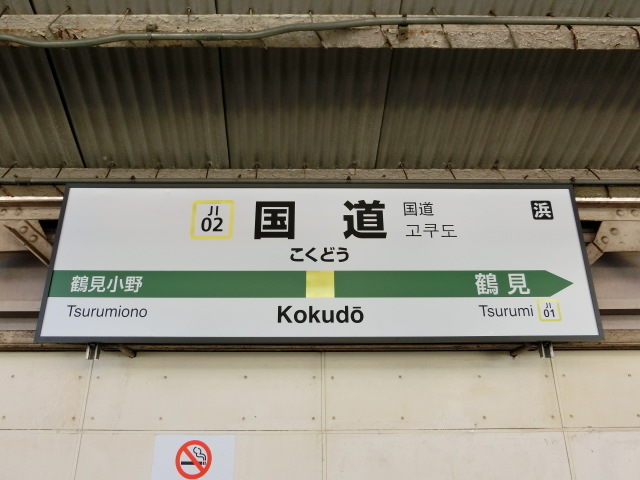 JI
02
国道
国道
고쿠도
浜
こくどう
鶴見小野
鶴見
Tsurumiono
Kokudō
Tsurumi
JI
01